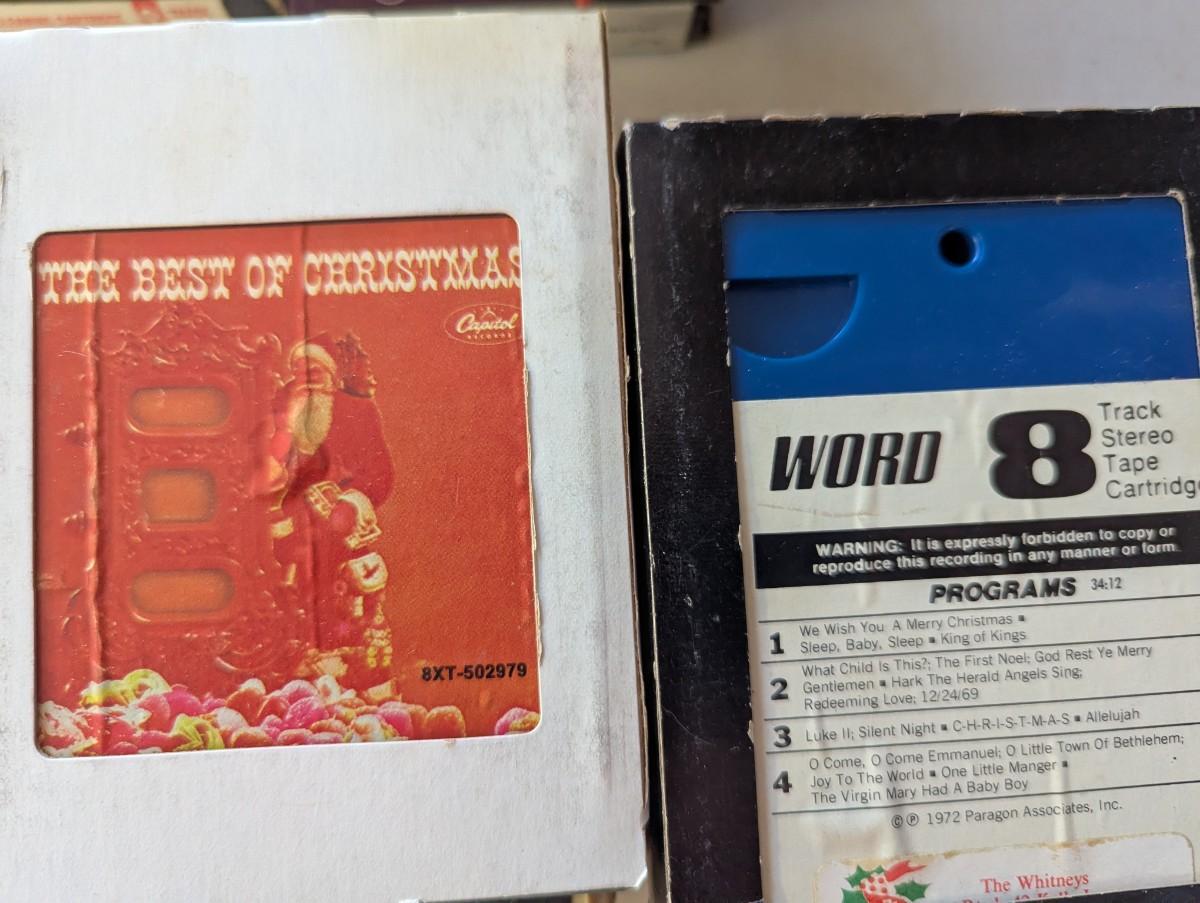 THE BEST OF CHRISTMAS
Capitol
RECORDS
8XT-502979
WORD 8 Track
Stereo
Tape
Cartridge
WARNING: It is expressly forbidden to copy or
reproduce this recording in any manner or form.
PROGRAMS 34:12
1 We Wish You A Merry Christmas ▪
Sleep, Baby, Sleep ▪ King of Kings
2 What Child Is This?; The First Noel; God Rest Ye Merry
Gentlemen ▪ Hark The Herald Angels Sing;
Redeeming Love; 12/24/69
3 Luke II; Silent Night ▪ C-H-R-I-S-T-M-A-S ▪ Allelujah
4 O Come, O Come Emmanuel; O Little Town Of Bethlehem;
Joy To The World ▪ One Little Manger ▪
The Virgin Mary Had A Baby Boy
©℗ 1972 Paragon Associates, Inc.
The Whitneys